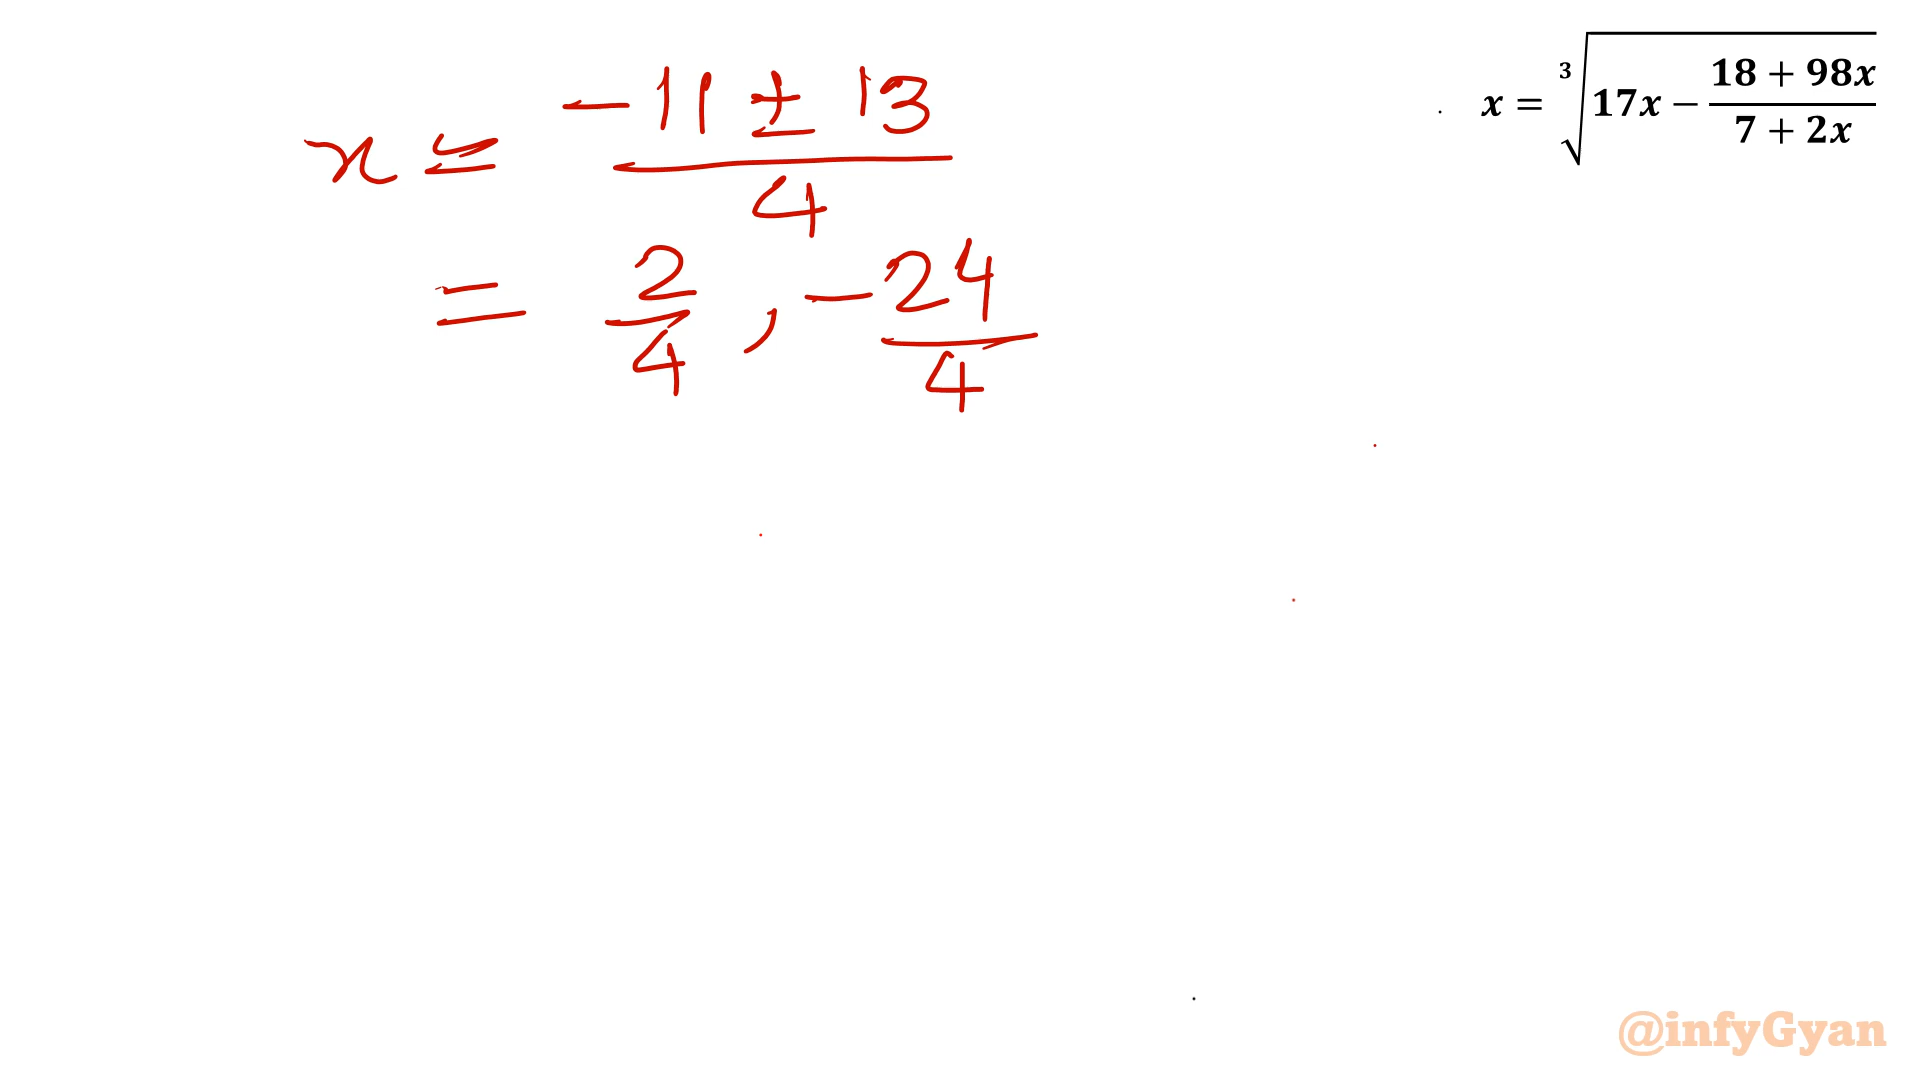 x = ∛(17x − (18 + 98x)/(7 + 2x))
x = (−11 ± 13)/4
= 2/4 , −24/4
@infyGyan